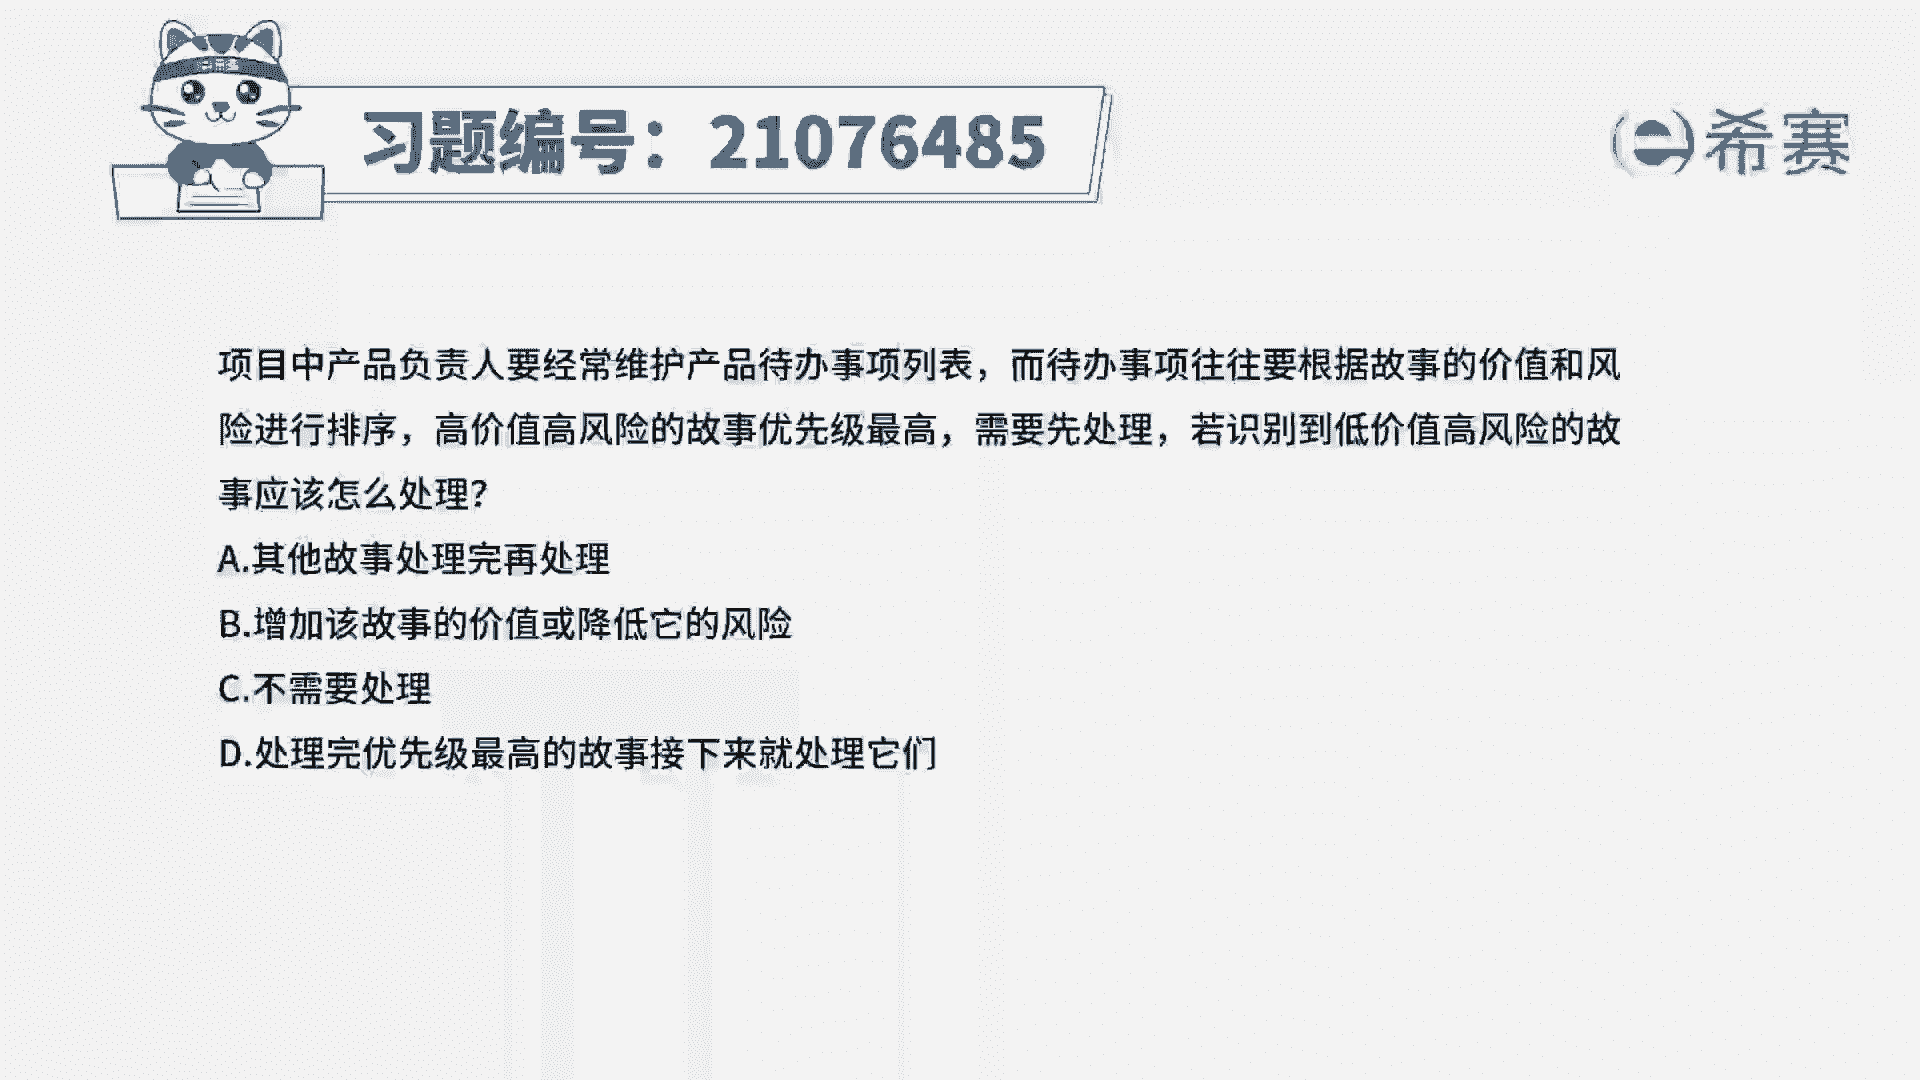 习题编号：21076485
希赛
项目中产品负责人要经常维护产品待办事项列表，而待办事项往往要根据故事的价值和风
险进行排序，高价值高风险的故事优先级最高，需要先处理，若识别到低价值高风险的故
事应该怎么处理？
A.其他故事处理完再处理
B.增加该故事的价值或降低它的风险
C.不需要处理
D.处理完优先级最高的故事接下来就处理它们